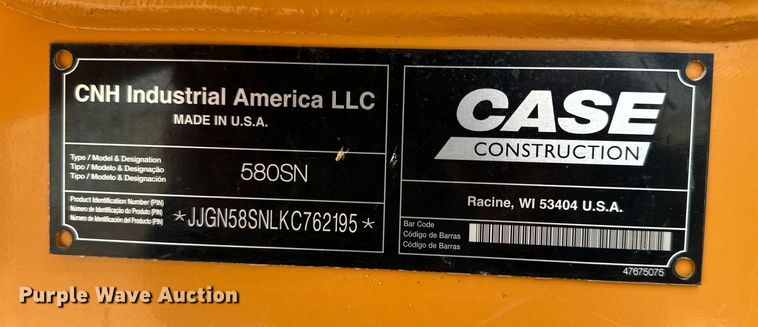 CNH Industrial America LLC
MADE IN U.S.A.
Type / Model & Designation
Tipo / Modelo & Designação
Tipo / Modelo & Designación
580SN
Product Identification Number (PIN)
Número de Identificação do Produto (PIN)
Número de Identificación del Producto (PIN)
*JJGN58SNLKC762195*
CASE
CONSTRUCTION
Racine, WI 53404 U.S.A.
Bar Code
Código de Barras
Código de Barras
47675075
Purple Wave Auction